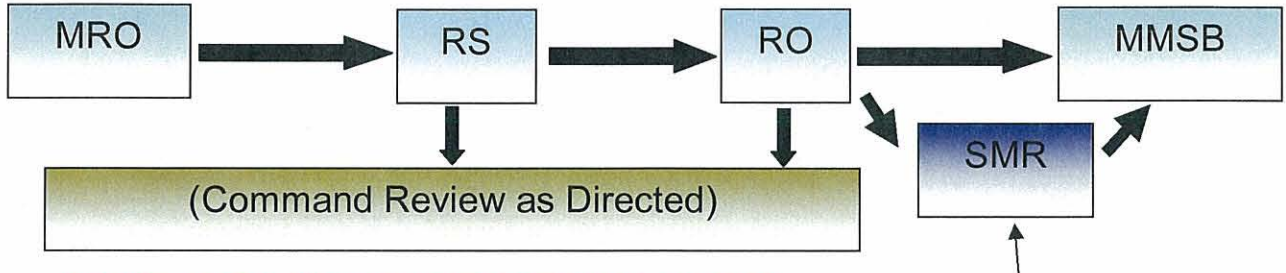 MRO
RS
RO
MMSB
SMR
(Command Review as Directed)